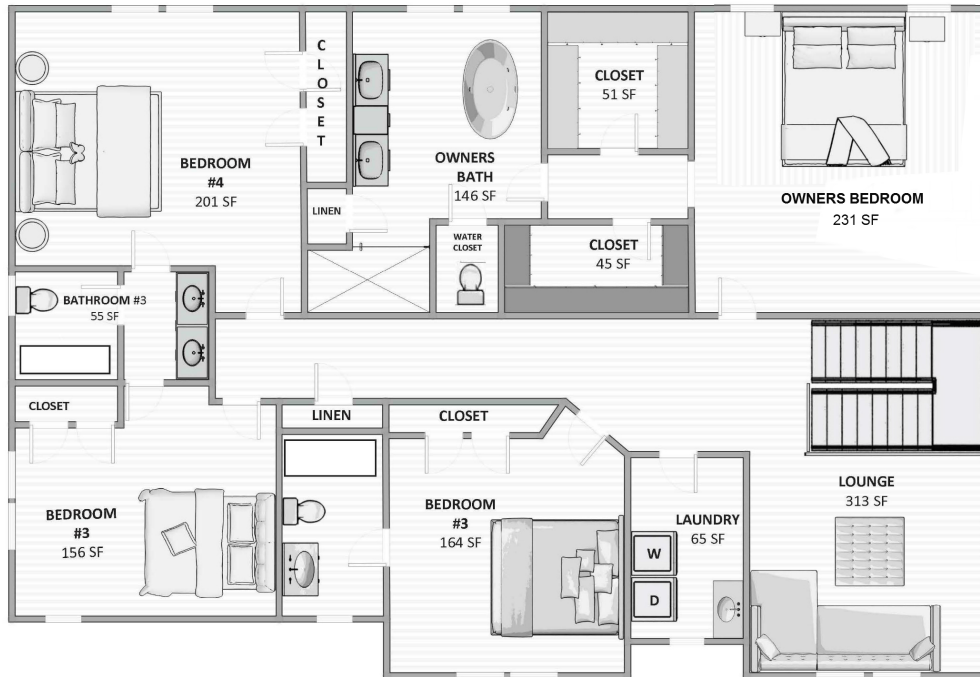 CLOSET
CLOSET
51 SF
BEDROOM
#4
201 SF
OWNERS
BATH
146 SF
OWNERS BEDROOM
231 SF
LINEN
WATER
CLOSET
CLOSET
45 SF
BATHROOM #3
55 SF
CLOSET
LINEN
CLOSET
BEDROOM
#3
156 SF
BEDROOM
#3
164 SF
LAUNDRY
65 SF
W
D
LOUNGE
313 SF